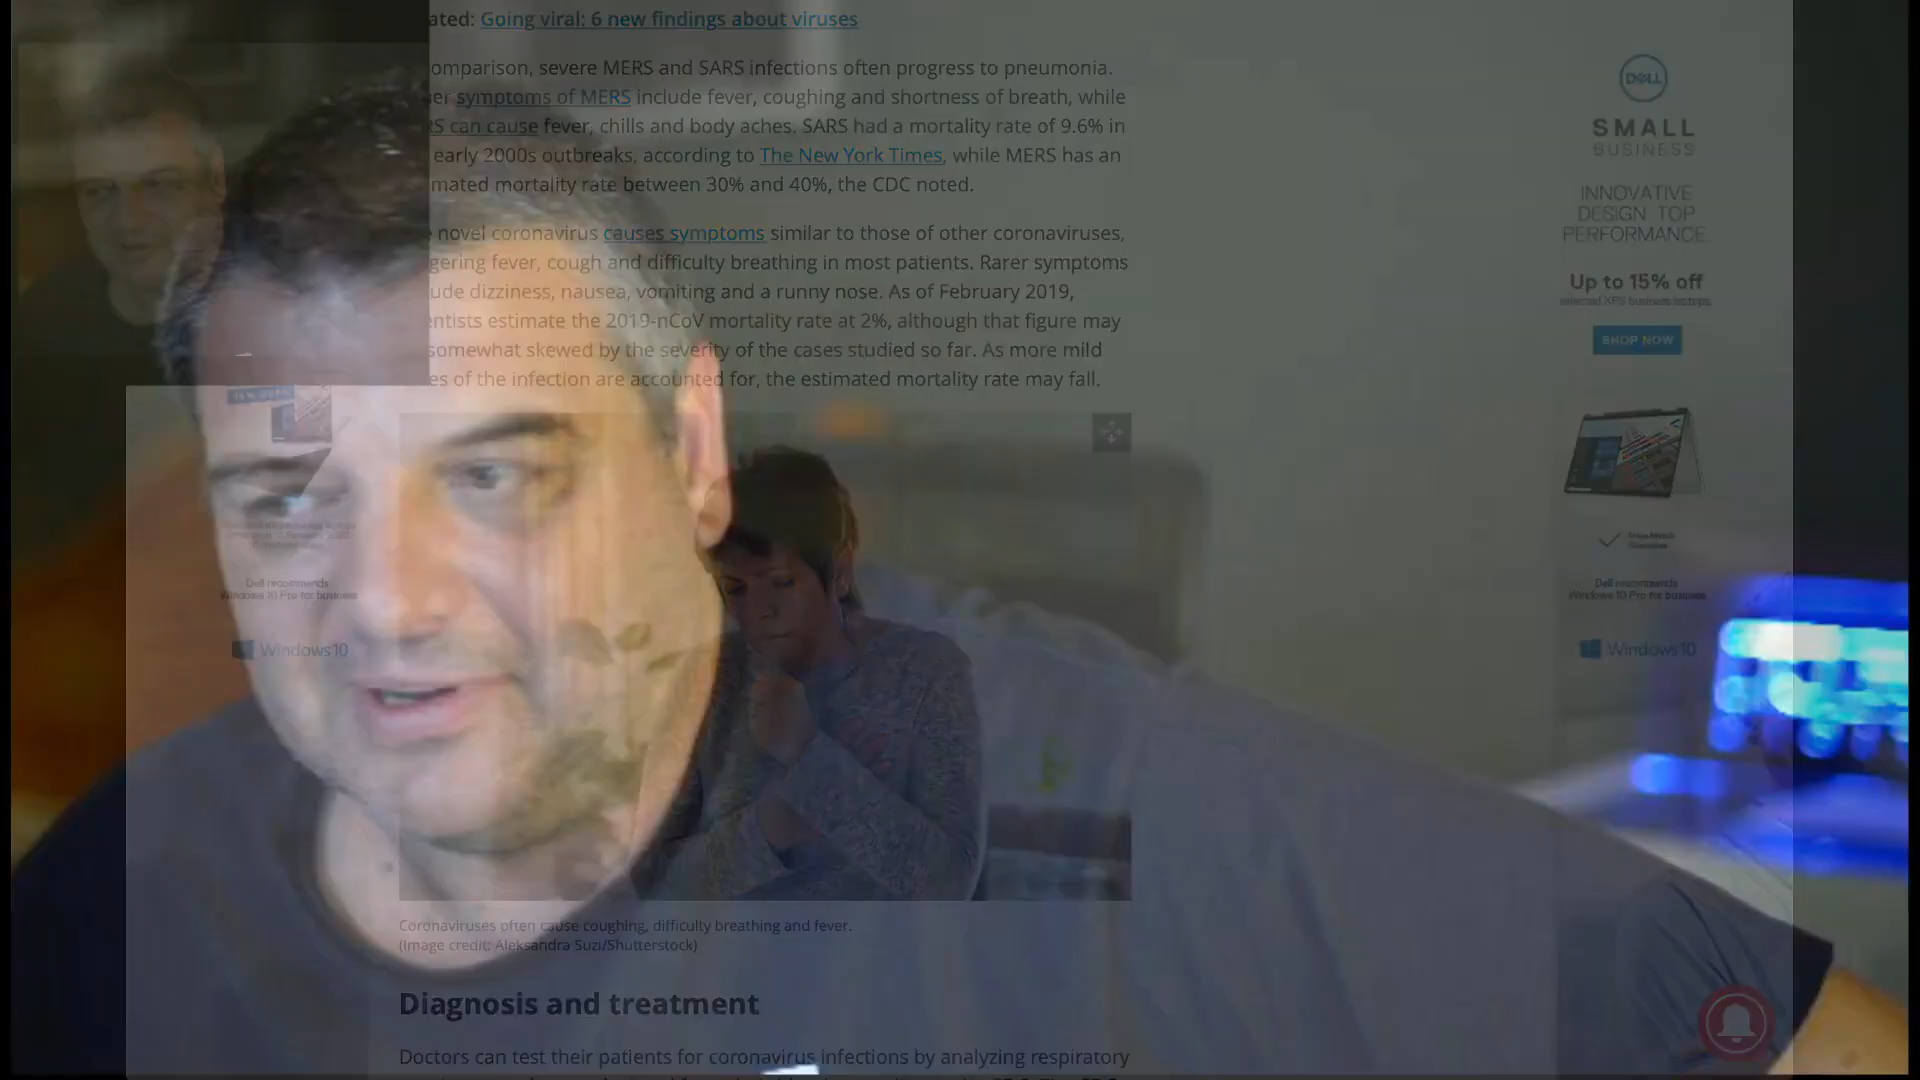 ated: Going viral: 6 new findings about viruses
omparison, severe MERS and SARS infections often progress to pneumonia.
er symptoms of MERS include fever, coughing and shortness of breath, while
RS can cause fever, chills and body aches. SARS had a mortality rate of 9.6% in
early 2000s outbreaks, according to The New York Times, while MERS has an
mated mortality rate between 30% and 40%, the CDC noted.
novel coronavirus causes symptoms similar to those of other coronaviruses,
gering fever, cough and difficulty breathing in most patients. Rarer symptoms
ude dizziness, nausea, vomiting and a runny nose. As of February 2019,
entists estimate the 2019-nCoV mortality rate at 2%, although that figure may
somewhat skewed by the severity of the cases studied so far. As more mild
es of the infection are accounted for, the estimated mortality rate may fall.
Coronaviruses often cause coughing, difficulty breathing and fever.
(Image credit: Aleksandra Suzi/Shutterstock)
Diagnosis and treatment
Doctors can test their patients for coronavirus infections by analyzing respiratory
DELL
SMALL
BUSINESS
INNOVATIVE
DESIGN TOP
PERFORMANCE
Up to 15% off
selected XPS business laptops.
SHOP NOW
Dell recommends
Windows 10 Pro for business
Windows10
Dell recommends
Windows 10 Pro for business
Windows10